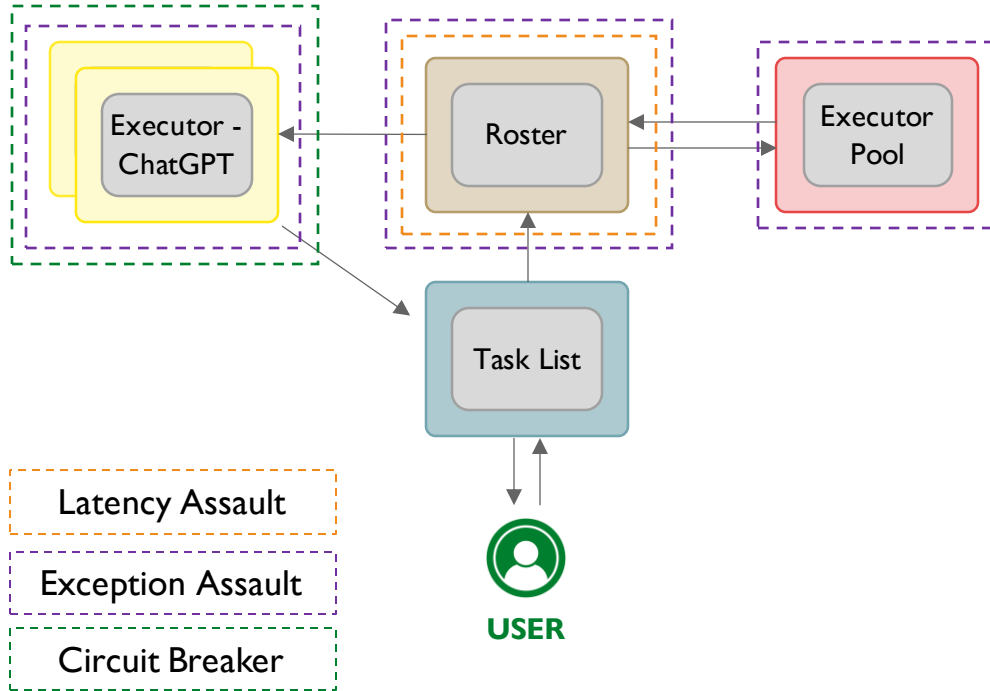 Executor -
ChatGPT
Roster
Executor
Pool
Task List
Latency Assault
Exception Assault
Circuit Breaker
USER